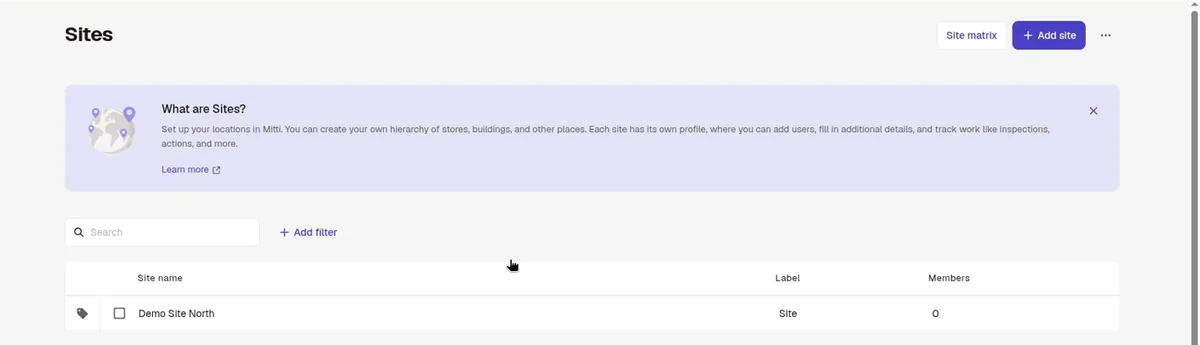 Sites
Site matrix
+ Add site
What are Sites?
Set up your locations in Mitti. You can create your own hierarchy of stores, buildings, and other places. Each site has its own profile, where you can add users, fill in additional details, and track work like inspections,
actions, and more.
Learn more
Search
+ Add filter
Site name Label Members
Demo Site North Site 0